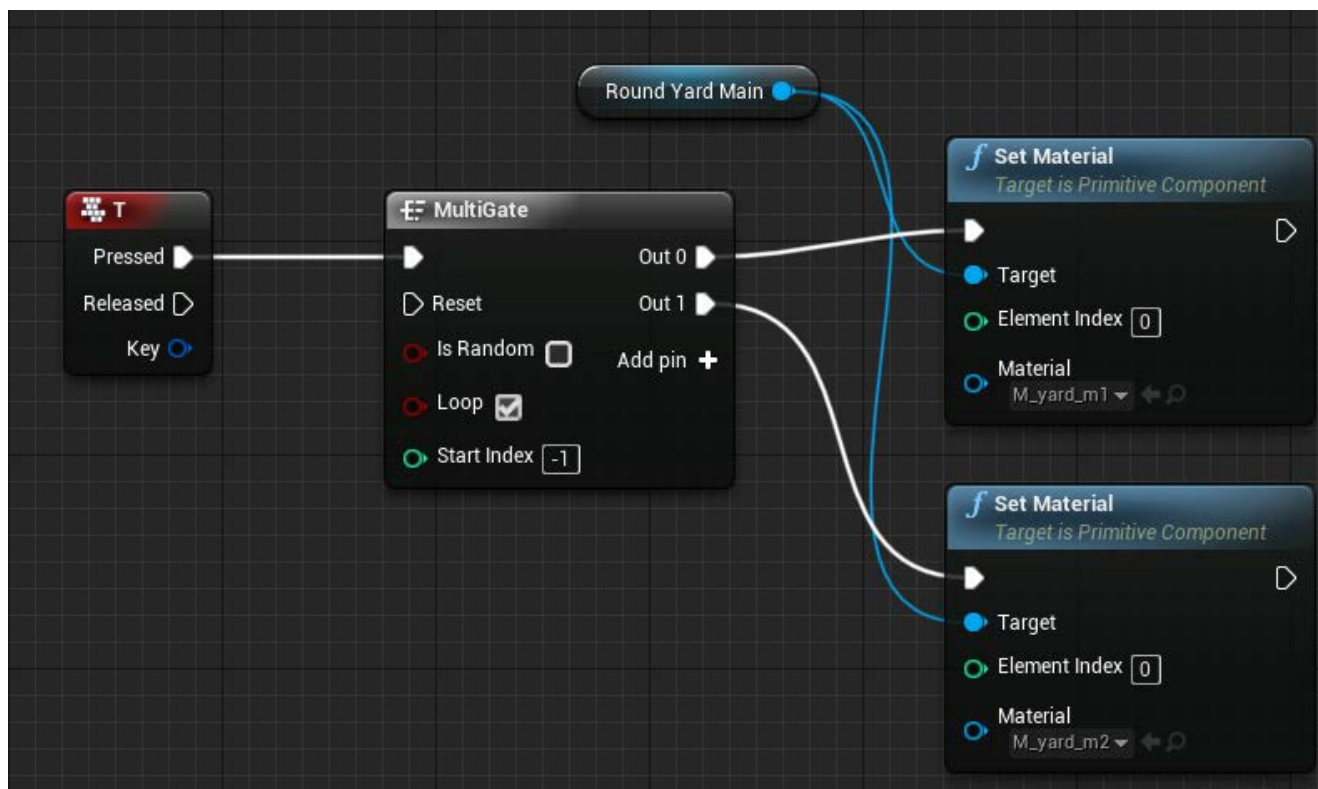 Round Yard Main
T
Pressed
Released
Key
MultiGate
Out 0
Reset
Out 1
Is Random
Add pin
Loop
Start Index -1
f Set Material
Target is Primitive Component
Target
Element Index 0
Material
M_yard_m1
f Set Material
Target is Primitive Component
Target
Element Index 0
Material
M_yard_m2